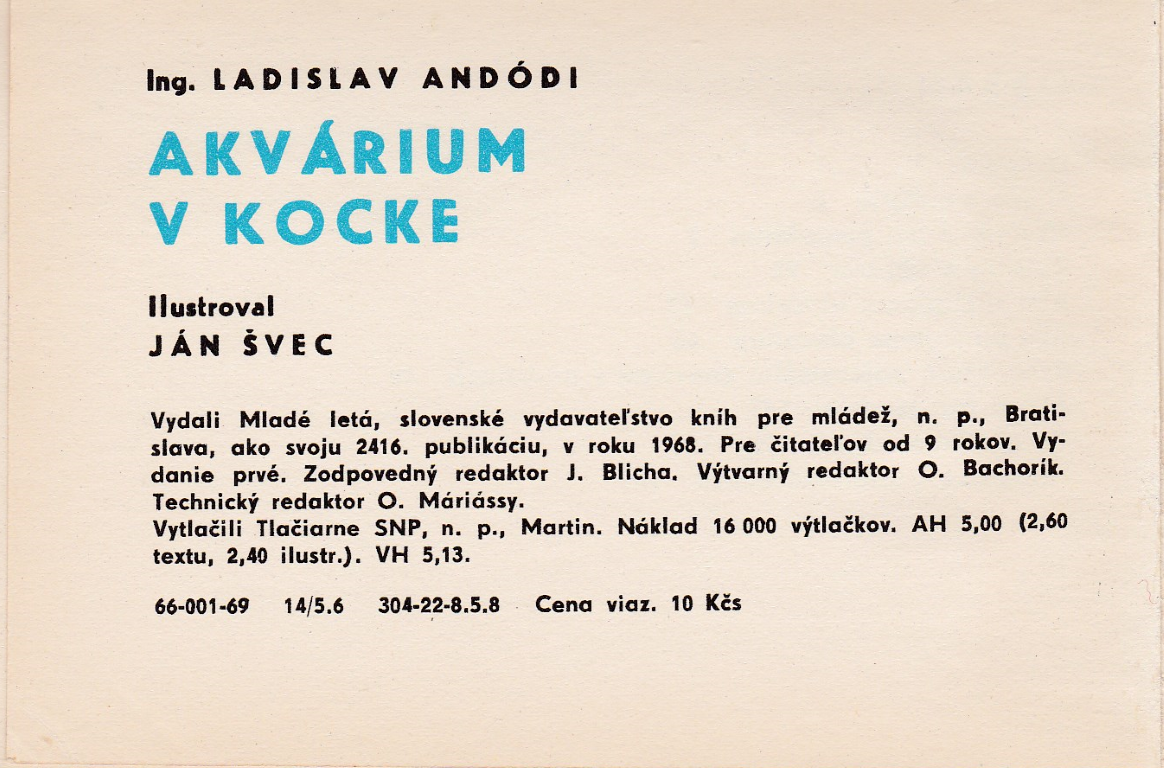 Ing. LADISLAV ANDÓDI
AKVÁRIUM
V KOCKE
Ilustroval
JÁN ŠVEC
Vydali Mladé letá, slovenské vydavateľstvo kníh pre mládež, n. p., Brati-
slava, ako svoju 2416. publikáciu, v roku 1968. Pre čitateľov od 9 rokov. Vy-
danie prvé. Zodpovedný redaktor J. Blicha. Výtvarný redaktor O. Bachorík.
Technický redaktor O. Máriássy.
Vytlačili Tlačiarne SNP, n. p., Martin. Náklad 16 000 výtlačkov. AH 5,00 (2,60
textu, 2,40 ilustr.). VH 5,13.
66-001-69 14/5.6 304-22-8.5.8 Cena viaz. 10 Kčs